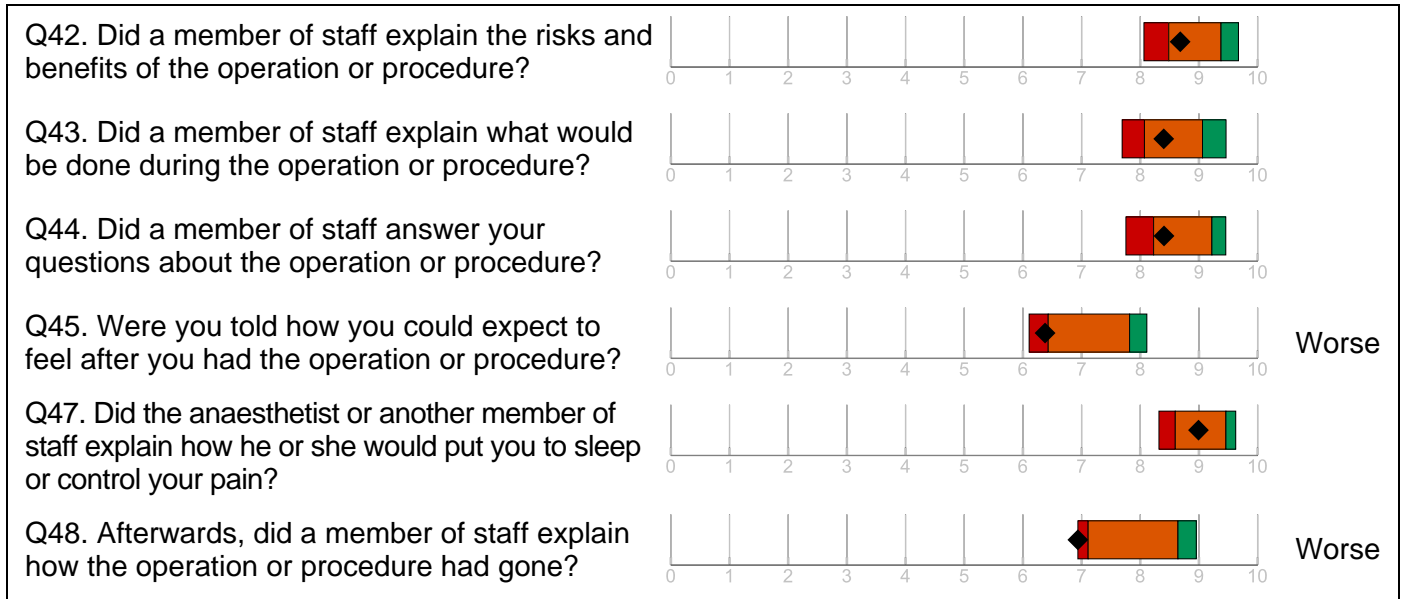 Q42. Did a member of staff explain the risks and
benefits of the operation or procedure?
0 1 2 3 4 5 6 7 8 9 10
Q43. Did a member of staff explain what would
be done during the operation or procedure?
0 1 2 3 4 5 6 7 8 9 10
Q44. Did a member of staff answer your
questions about the operation or procedure?
0 1 2 3 4 5 6 7 8 9 10
Q45. Were you told how you could expect to
feel after you had the operation or procedure?
Worse
0 1 2 3 4 5 6 7 8 9 10
Q47. Did the anaesthetist or another member of
staff explain how he or she would put you to sleep
or control your pain?
0 1 2 3 4 5 6 7 8 9 10
Q48. Afterwards, did a member of staff explain
how the operation or procedure had gone?
Worse
0 1 2 3 4 5 6 7 8 9 10